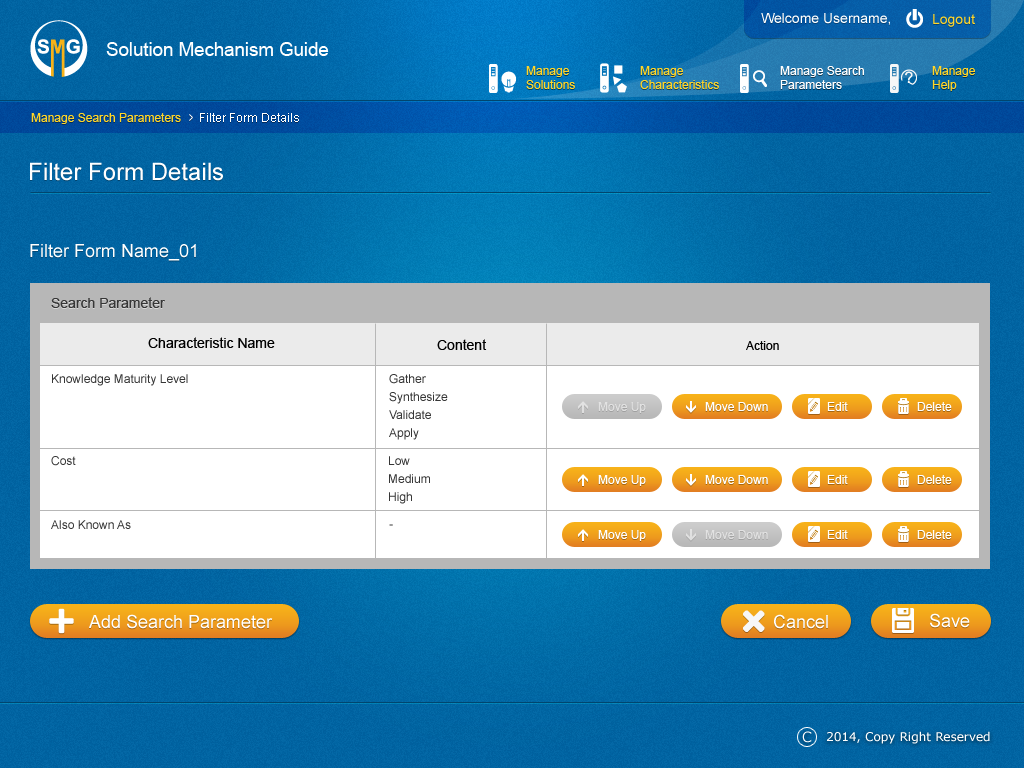 Welcome Username, Logout
SMG Solution Mechanism Guide
Manage Solutions
Manage Characteristics
Manage Search Parameters
Manage Help
Manage Search Parameters > Filter Form Details
Filter Form Details
Filter Form Name_01
Search Parameter
Characteristic Name Content Action
Knowledge Maturity Level
Gather
Synthesize
Validate
Apply
Move Up Move Down Edit Delete
Cost
Low
Medium
High
Move Up Move Down Edit Delete
Also Known As -
Move Up Move Down Edit Delete
Add Search Parameter Cancel Save
© 2014, Copy Right Reserved